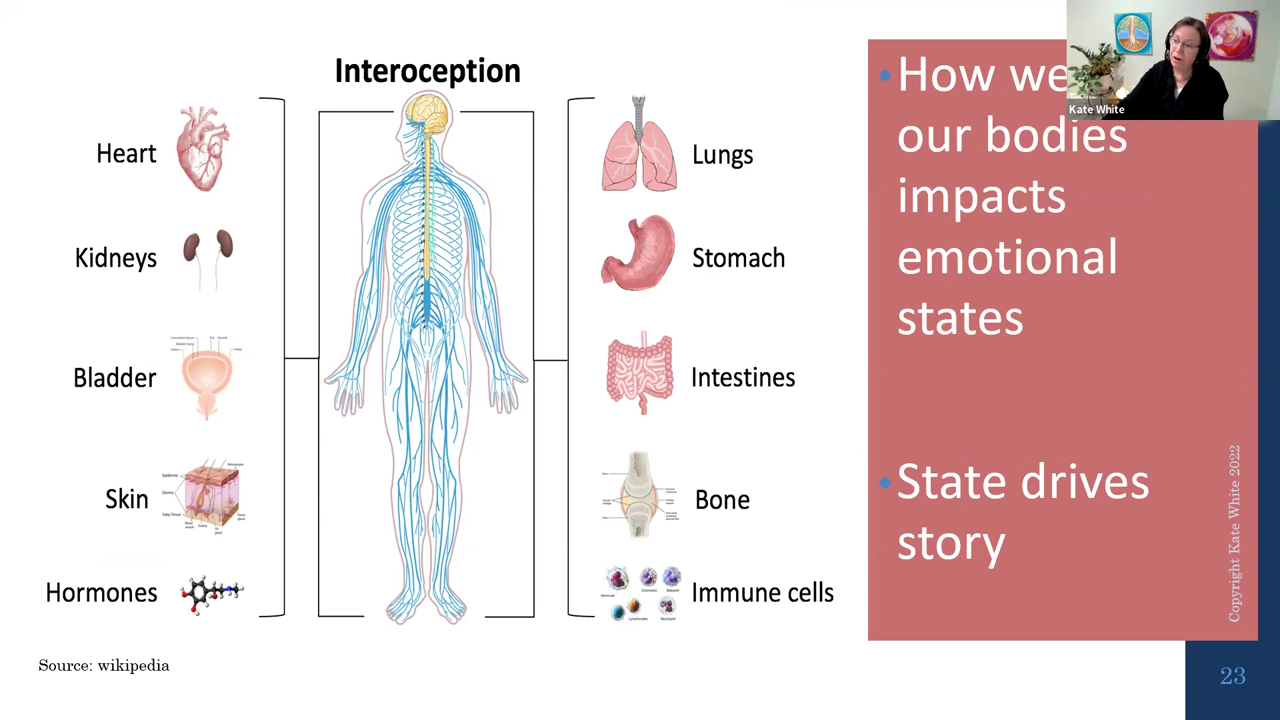 Interoception
Heart
Kidneys
Bladder
Skin
Hormones
Lungs
Stomach
Intestines
Bone
Immune cells
Source: wikipedia
• How we
our bodies
impacts
emotional
states
• State drives
story
Kate White
Copyright Kate White 2022
23